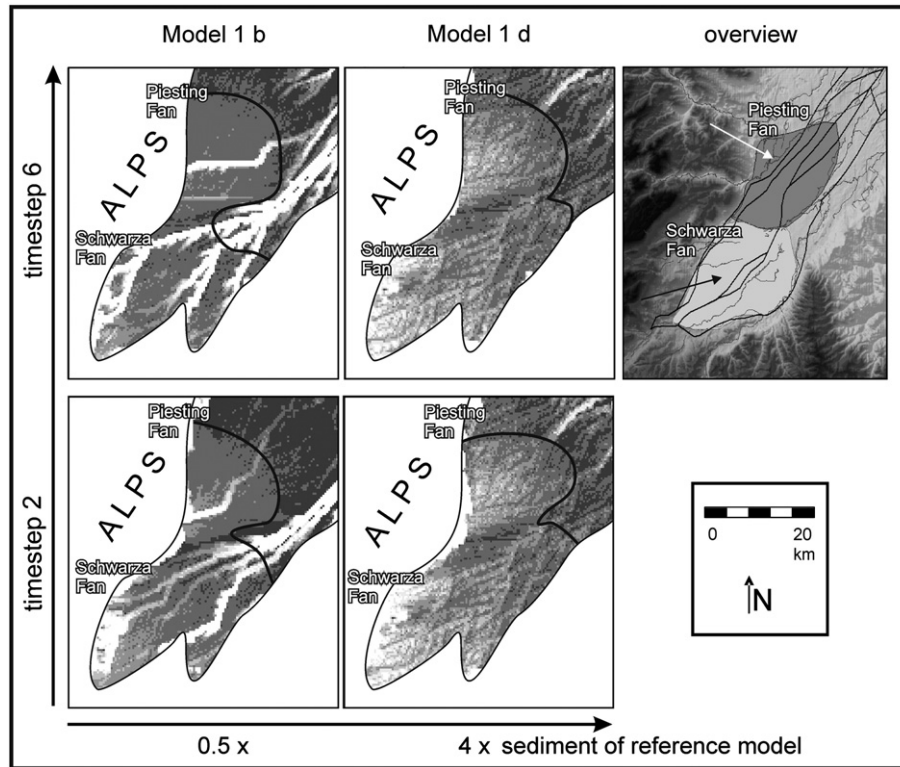 Model 1 b
Model 1 d
overview
timestep 6
Piesting
Fan
ALPS
Schwarza
Fan
Piesting
Fan
ALPS
Schwarza
Fan
Piesting
Fan
Schwarza
Fan
timestep 2
Piesting
Fan
ALPS
Schwarza
Fan
Piesting
Fan
ALPS
Schwarza
Fan
0 20
km
N
0.5 x
4 x sediment of reference model